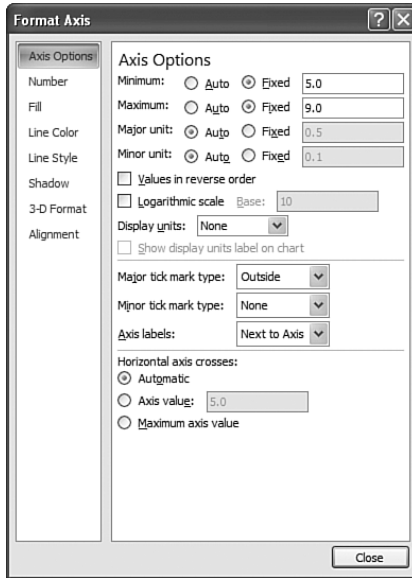 Format Axis
Axis Options
Number
Fill
Line Color
Line Style
Shadow
3-D Format
Alignment
Axis Options
Minimum: Auto Fixed 5.0
Maximum: Auto Fixed 9.0
Major unit: Auto Fixed 0.5
Minor unit: Auto Fixed 0.1
Values in reverse order
Logarithmic scale Base: 10
Display units: None
Show display units label on chart
Major tick mark type: Outside
Minor tick mark type: None
Axis labels: Next to Axis
Horizontal axis crosses:
Automatic
Axis value: 5.0
Maximum axis value
Close